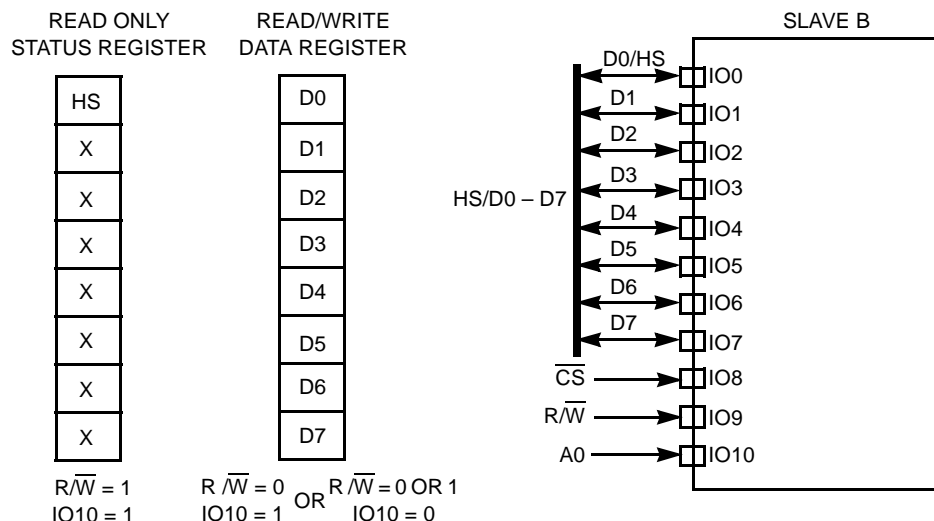 READ ONLY
STATUS REGISTER
HS
X
X
X
X
X
X
X
R/W̅ = 1
IO10 = 1
READ/WRITE
DATA REGISTER
D0
D1
D2
D3
D4
D5
D6
D7
R /W̅ = 0
IO10 = 1
OR
R /W̅ = 0 OR 1
IO10 = 0
SLAVE B
HS/D0 – D7
D0/HS IO0
D1 IO1
D2 IO2
D3 IO3
D4 IO4
D5 IO5
D6 IO6
D7 IO7
C̅S̅ IO8
R/W̅ IO9
A0 IO10